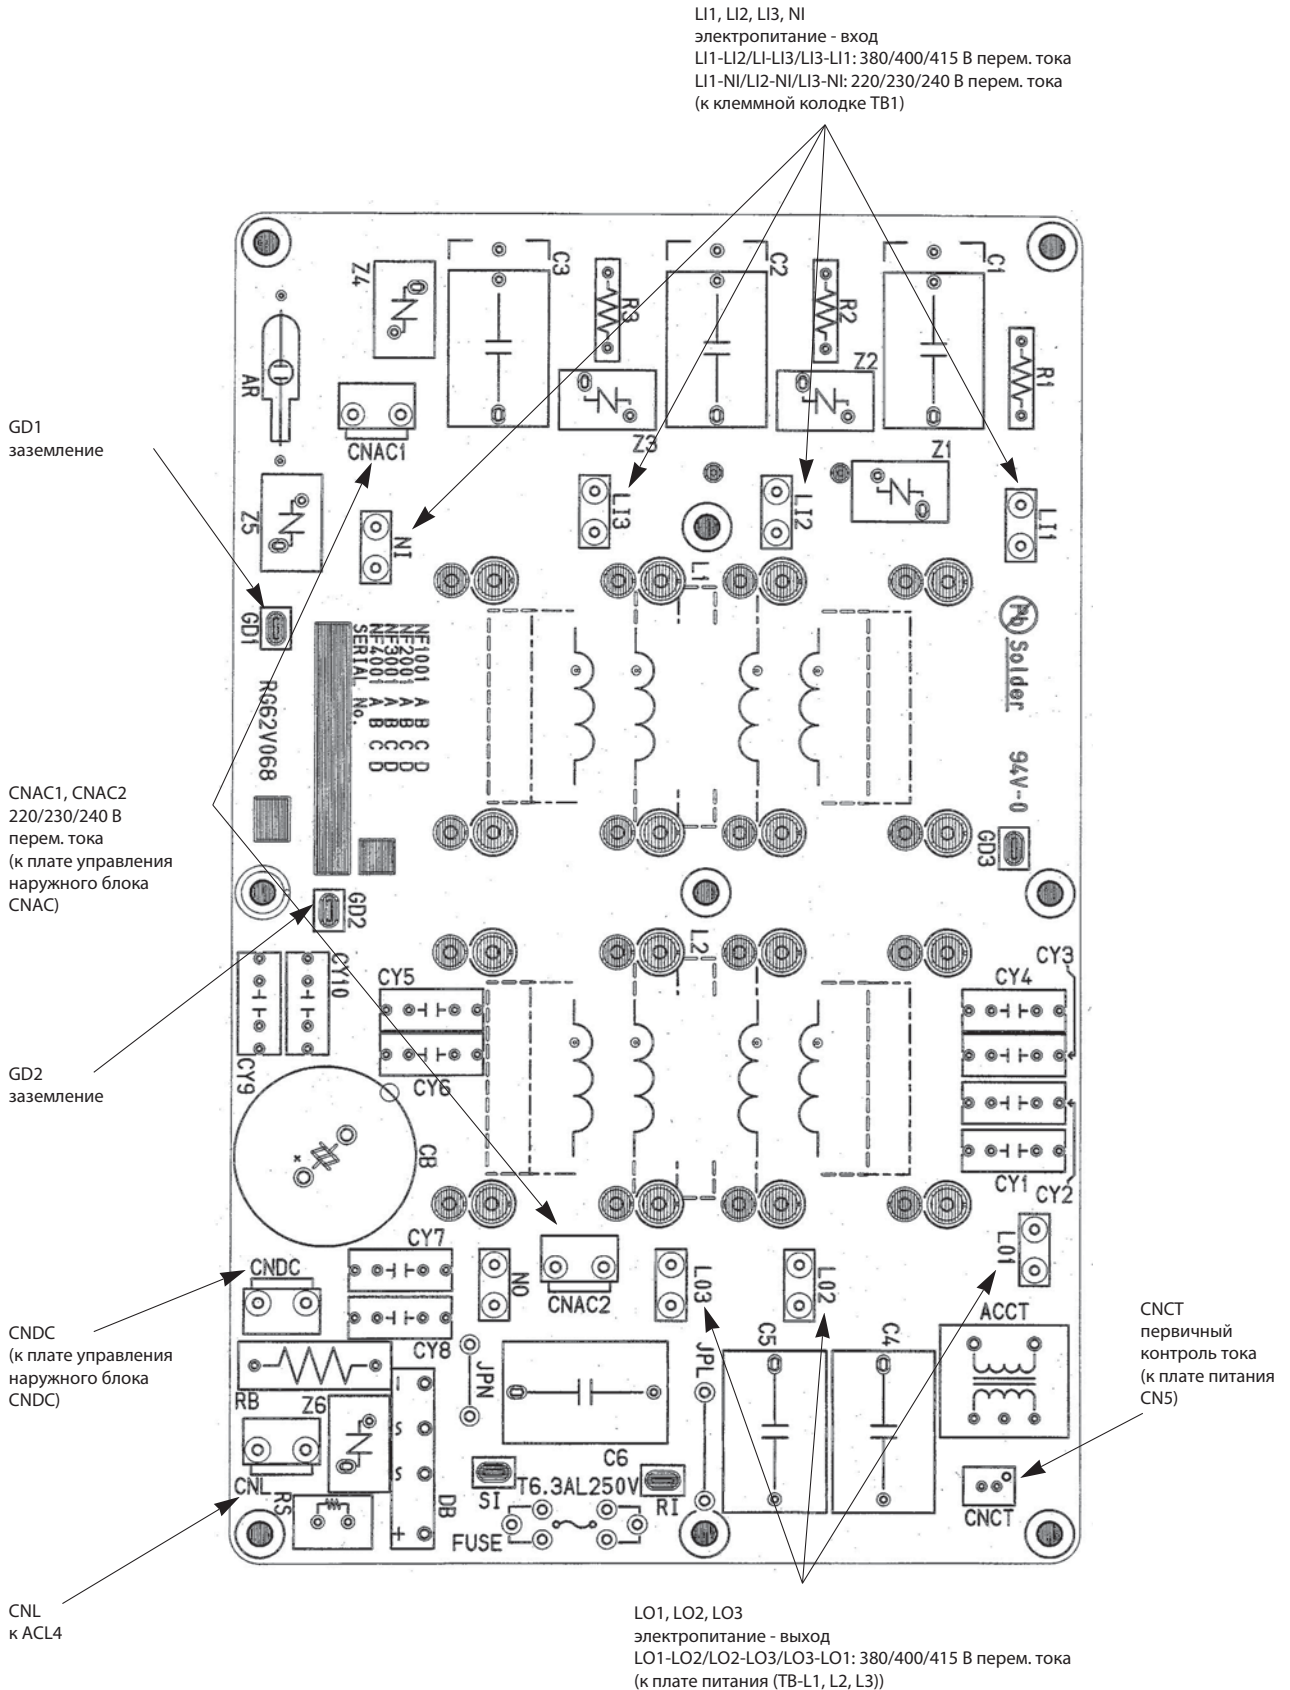 LI1, LI2, LI3, NI
электропитание - вход
LI1-LI2/LI-LI3/LI3-LI1: 380/400/415 В перем. тока
LI1-NI/LI2-NI/LI3-NI: 220/230/240 В перем. тока
(к клеммной колодке TB1)
Z4
C3
R3
C2
R2
C1
R1
AR
CNAC1
Z3
Z2
Z1
GD1
заземление
Z5
NI
LI3
LI2
LI1
L1
GD1
NF1001 A B C D
NF2001 A B C D
NF3001 A B C D
NF4001 A B C D
SERIAL No.
RG62V068
Pb
Solder
94V-0
GD3
CNAC1, CNAC2
220/230/240 В
перем. тока
(к плате управления
наружного блока
CNAC)
GD2
L2
CY10
CY9
CY5
CY6
CY3
CY4
CY1
CY2
GD2
заземление
CB
CY7
CY8
CNDC
NO
CNAC2
LO3
LO2
LO1
ACCT
CNDC
(к плате управления
наружного блока
CNDC)
RB
Z6
JPN
JPL
C5
C4
C6
CNCT
первичный
контроль тока
(к плате питания
CN5)
-
S
S
+
DB
CNL
RS
SI
T6.3AL250V
RI
FUSE
CNCT
CNL
к ACL4
LO1, LO2, LO3
электропитание - выход
LO1-LO2/LO2-LO3/LO3-LO1: 380/400/415 В перем. тока
(к плате питания (TB-L1, L2, L3))